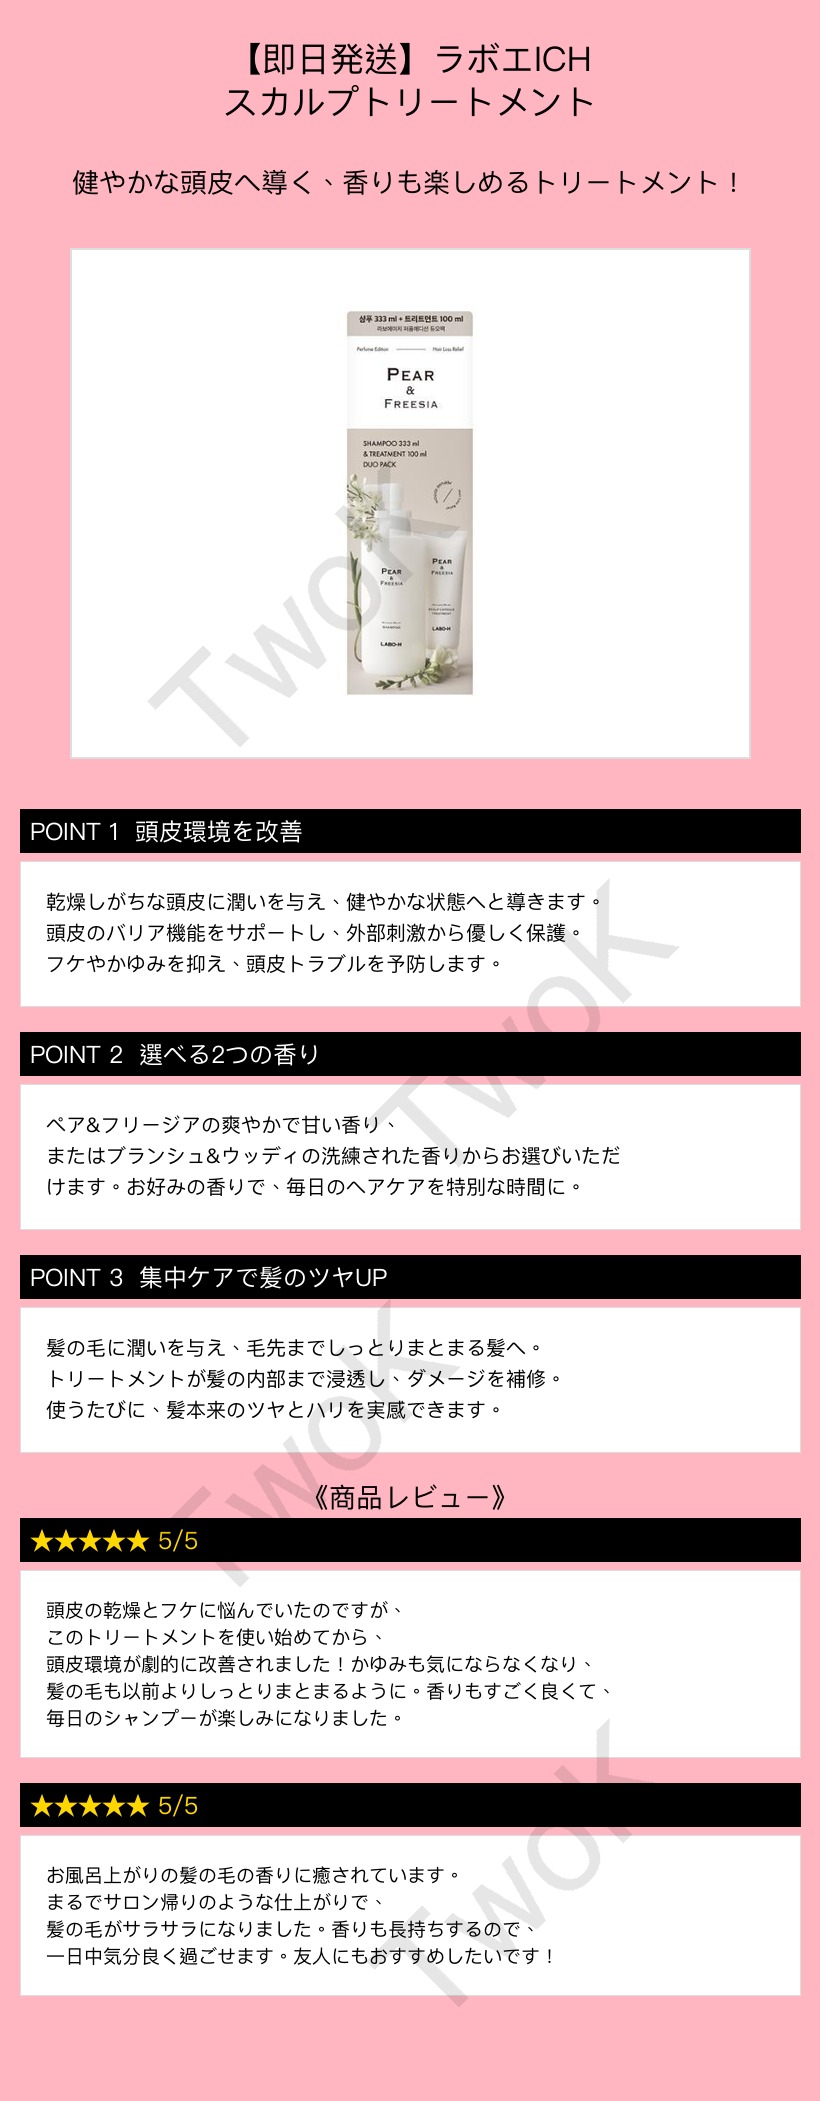 【即日発送】ラボエICH
スカルプトリートメント
健やかな頭皮へ導く、香りも楽しめるトリートメント！
샴푸 333 ml + 트리트먼트 100 ml
라보에이치 퍼퓸에디션 듀오팩
Perfume Edition Hair Loss Relief
PEAR
&
FREESIA
SHAMPOO 333 ml
& TREATMENT 100 ml
DUO PACK
PEAR
&
FREESIA
SHAMPOO
LABO-H
PEAR
&
FREESIA
TREATMENT
LABO-H
TwoK
POINT 1 頭皮環境を改善
乾燥しがちな頭皮に潤いを与え、健やかな状態へと導きます。
頭皮のバリア機能をサポートし、外部刺激から優しく保護。
フケやかゆみを抑え、頭皮トラブルを予防します。
TwoK
POINT 2 選べる2つの香り
ペア&フリージアの爽やかで甘い香り、
またはブランシュ&ウッディの洗練された香りからお選びいただ
けます。お好みの香りで、毎日のヘアケアを特別な時間に。
POINT 3 集中ケアで髪のツヤUP
髪の毛に潤いを与え、毛先までしっとりまとまる髪へ。
トリートメントが髪の内部まで浸透し、ダメージを補修。
使うたびに、髪本来のツヤとハリを実感できます。
TwoK
《商品レビュー》
★★★★★ 5/5
頭皮の乾燥とフケに悩んでいたのですが、
このトリートメントを使い始めてから、
頭皮環境が劇的に改善されました！かゆみも気にならなくなり、
髪の毛も以前よりしっとりまとまるように。香りもすごく良くて、
毎日のシャンプーが楽しみになりました。
★★★★★ 5/5
お風呂上がりの髪の毛の香りに癒されています。
まるでサロン帰りのような仕上がりで、
髪の毛がサラサラになりました。香りも長持ちするので、
一日中気分良く過ごせます。友人にもおすすめしたいです！
TwoK